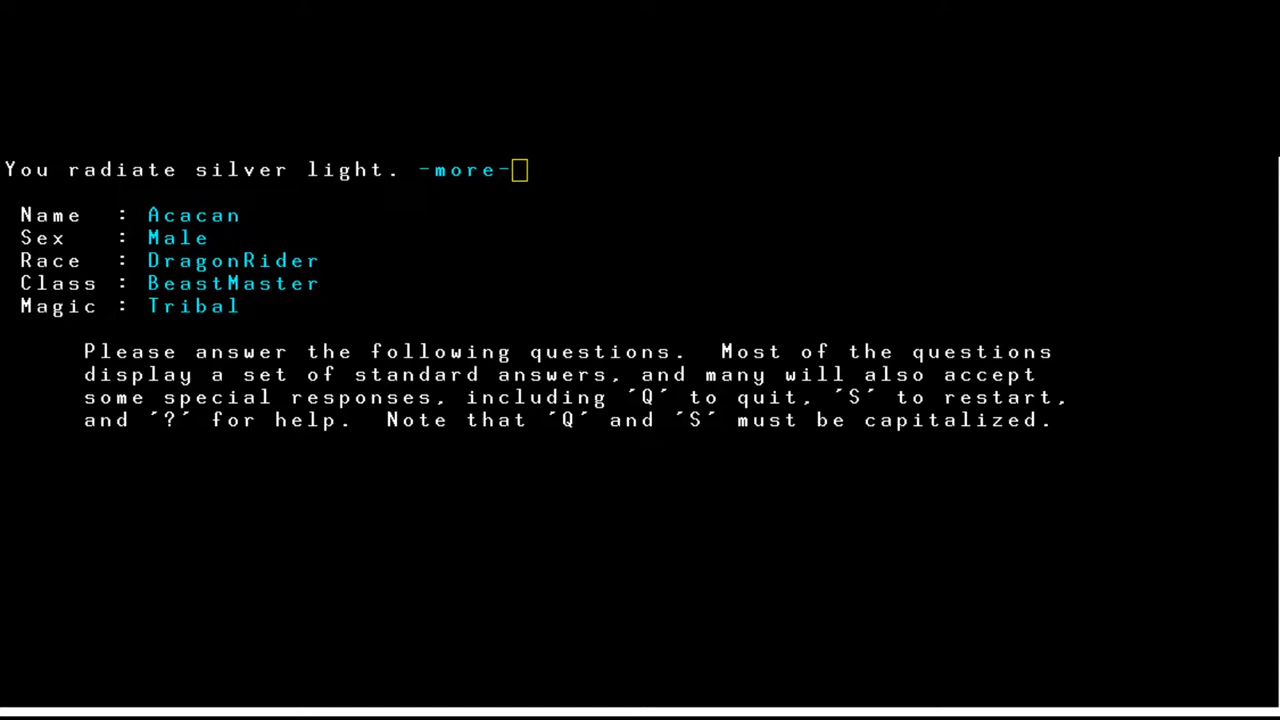 You radiate silver light. -more-
Name : Acacan
Sex : Male
Race : DragonRider
Class : BeastMaster
Magic : Tribal
Please answer the following questions. Most of the questions
display a set of standard answers, and many will also accept
some special responses, including ´Q´ to quit, ´S´ to restart,
and ´?´ for help. Note that ´Q´ and ´S´ must be capitalized.